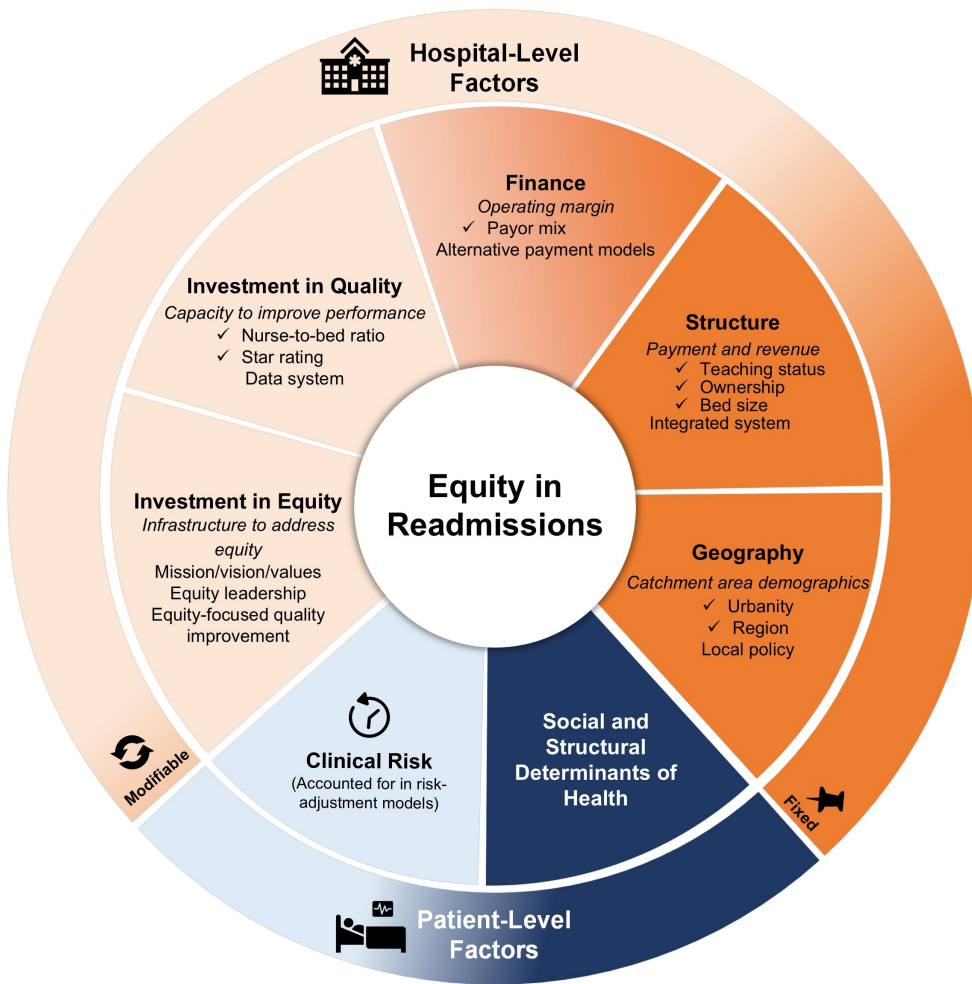 Hospital-Level
Factors
Finance
Operating margin
✓ Payor mix
Alternative payment models
Investment in Quality
Capacity to improve performance
✓ Nurse-to-bed ratio
✓ Star rating
Data system
Structure
Payment and revenue
✓ Teaching status
✓ Ownership
✓ Bed size
Integrated system
Equity in
Readmissions
Investment in Equity
Infrastructure to address
equity
Mission/vision/values
Equity leadership
Equity-focused quality
improvement
Geography
Catchment area demographics
✓ Urbanity
✓ Region
Local policy
Clinical Risk
(Accounted for in risk-
adjustment models)
Social and
Structural
Determinants of
Health
Modifiable
Fixed
Patient-Level
Factors